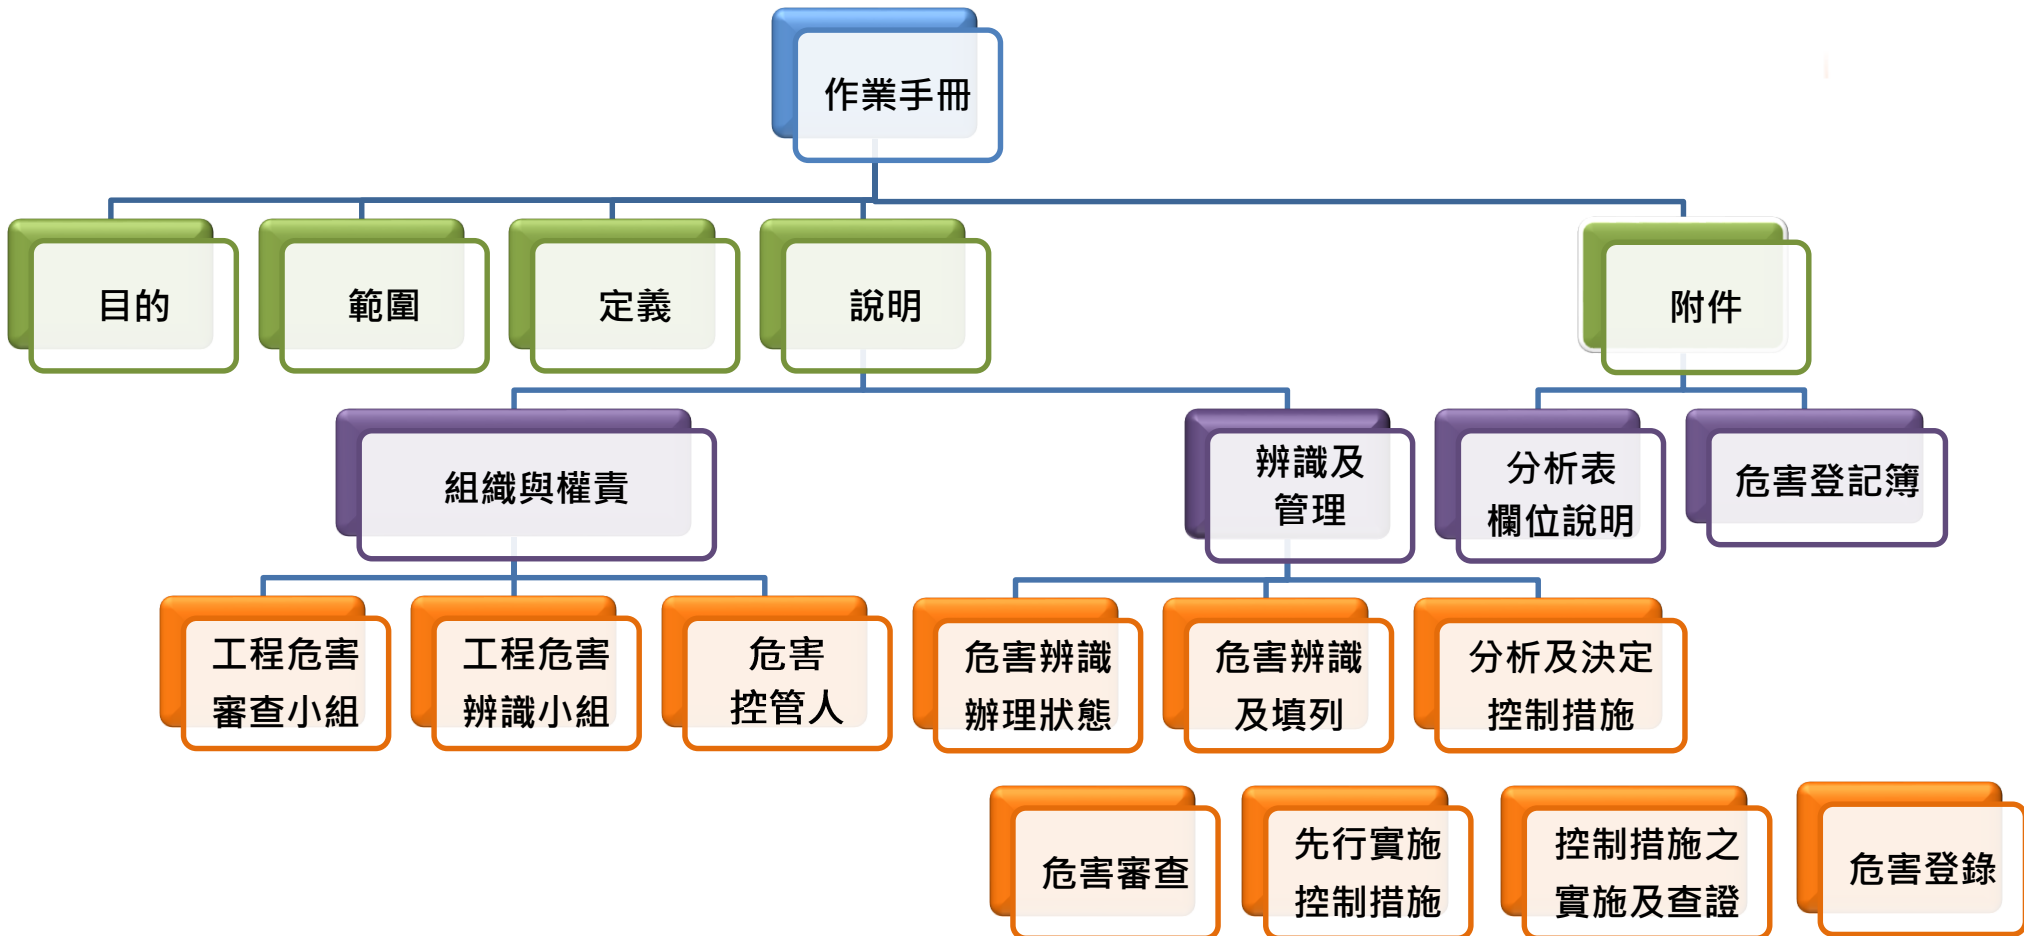 作業手冊
目的
範圍
定義
說明
附件
組織與權責
辨識及
管理
分析表
欄位說明
危害登記簿
工程危害
審查小組
工程危害
辨識小組
危害
控管人
危害辨識
辦理狀態
危害辨識
及填列
分析及決定
控制措施
危害審查
先行實施
控制措施
控制措施之
實施及查證
危害登錄